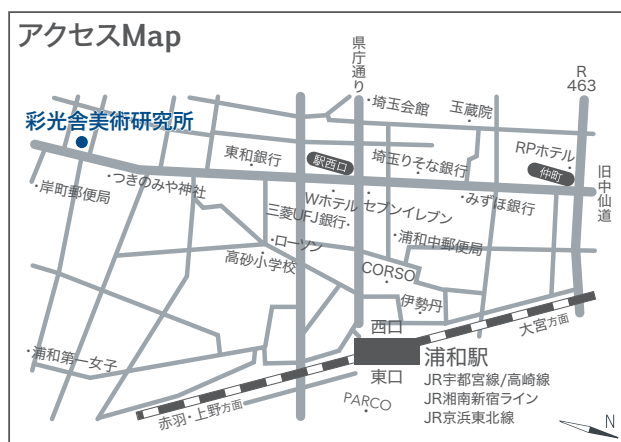 アクセスMap
県庁通り
R
463
・埼玉会館
玉蔵院
彩光舎美術研究所
東和銀行
駅西口
埼玉りそな銀行
RPホテル
仲町
旧中仙道
・岸町郵便局
・つきのみや神社
Wホテル
セブンイレブン
・みずほ銀行
三菱UFJ銀行・
・ローソン
・浦和中郵便局
高砂小学校
CORSO
伊勢丹
大宮方面
西口
浦和駅
東口
・浦和第一女子
JR宇都宮線/高崎線
JR湘南新宿ライン
JR京浜東北線
赤羽・上野方面
PARCO
N